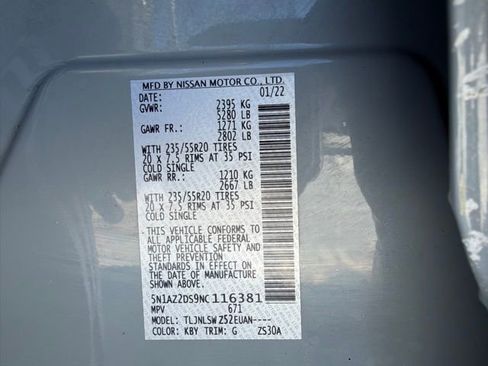 MFD BY NISSAN MOTOR CO., LTD.
DATE: 01/22
GVWR: 2395 KG
5280 LB
GAWR FR.: 1271 KG
2802 LB
WITH 235/55R20 TIRES
20 x 7.5 RIMS AT 35 PSI
COLD SINGLE
GAWR RR.: 1210 KG
2667 LB
WITH 235/55R20 TIRES
20 x 7.5 RIMS AT 35 PSI
COLD SINGLE
THIS VEHICLE CONFORMS TO
ALL APPLICABLE FEDERAL
MOTOR VEHICLE SAFETY AND
THEFT PREVENTION
STANDARDS IN EFFECT ON THE
DATE OF MANUFACTURE
SHOWN ABOVE.
5N1AZ2DS9NC116381
MPV 671
MODEL: TLJNLSWZ52EUAN----
COLOR: KBY TRIM: G ZS30A